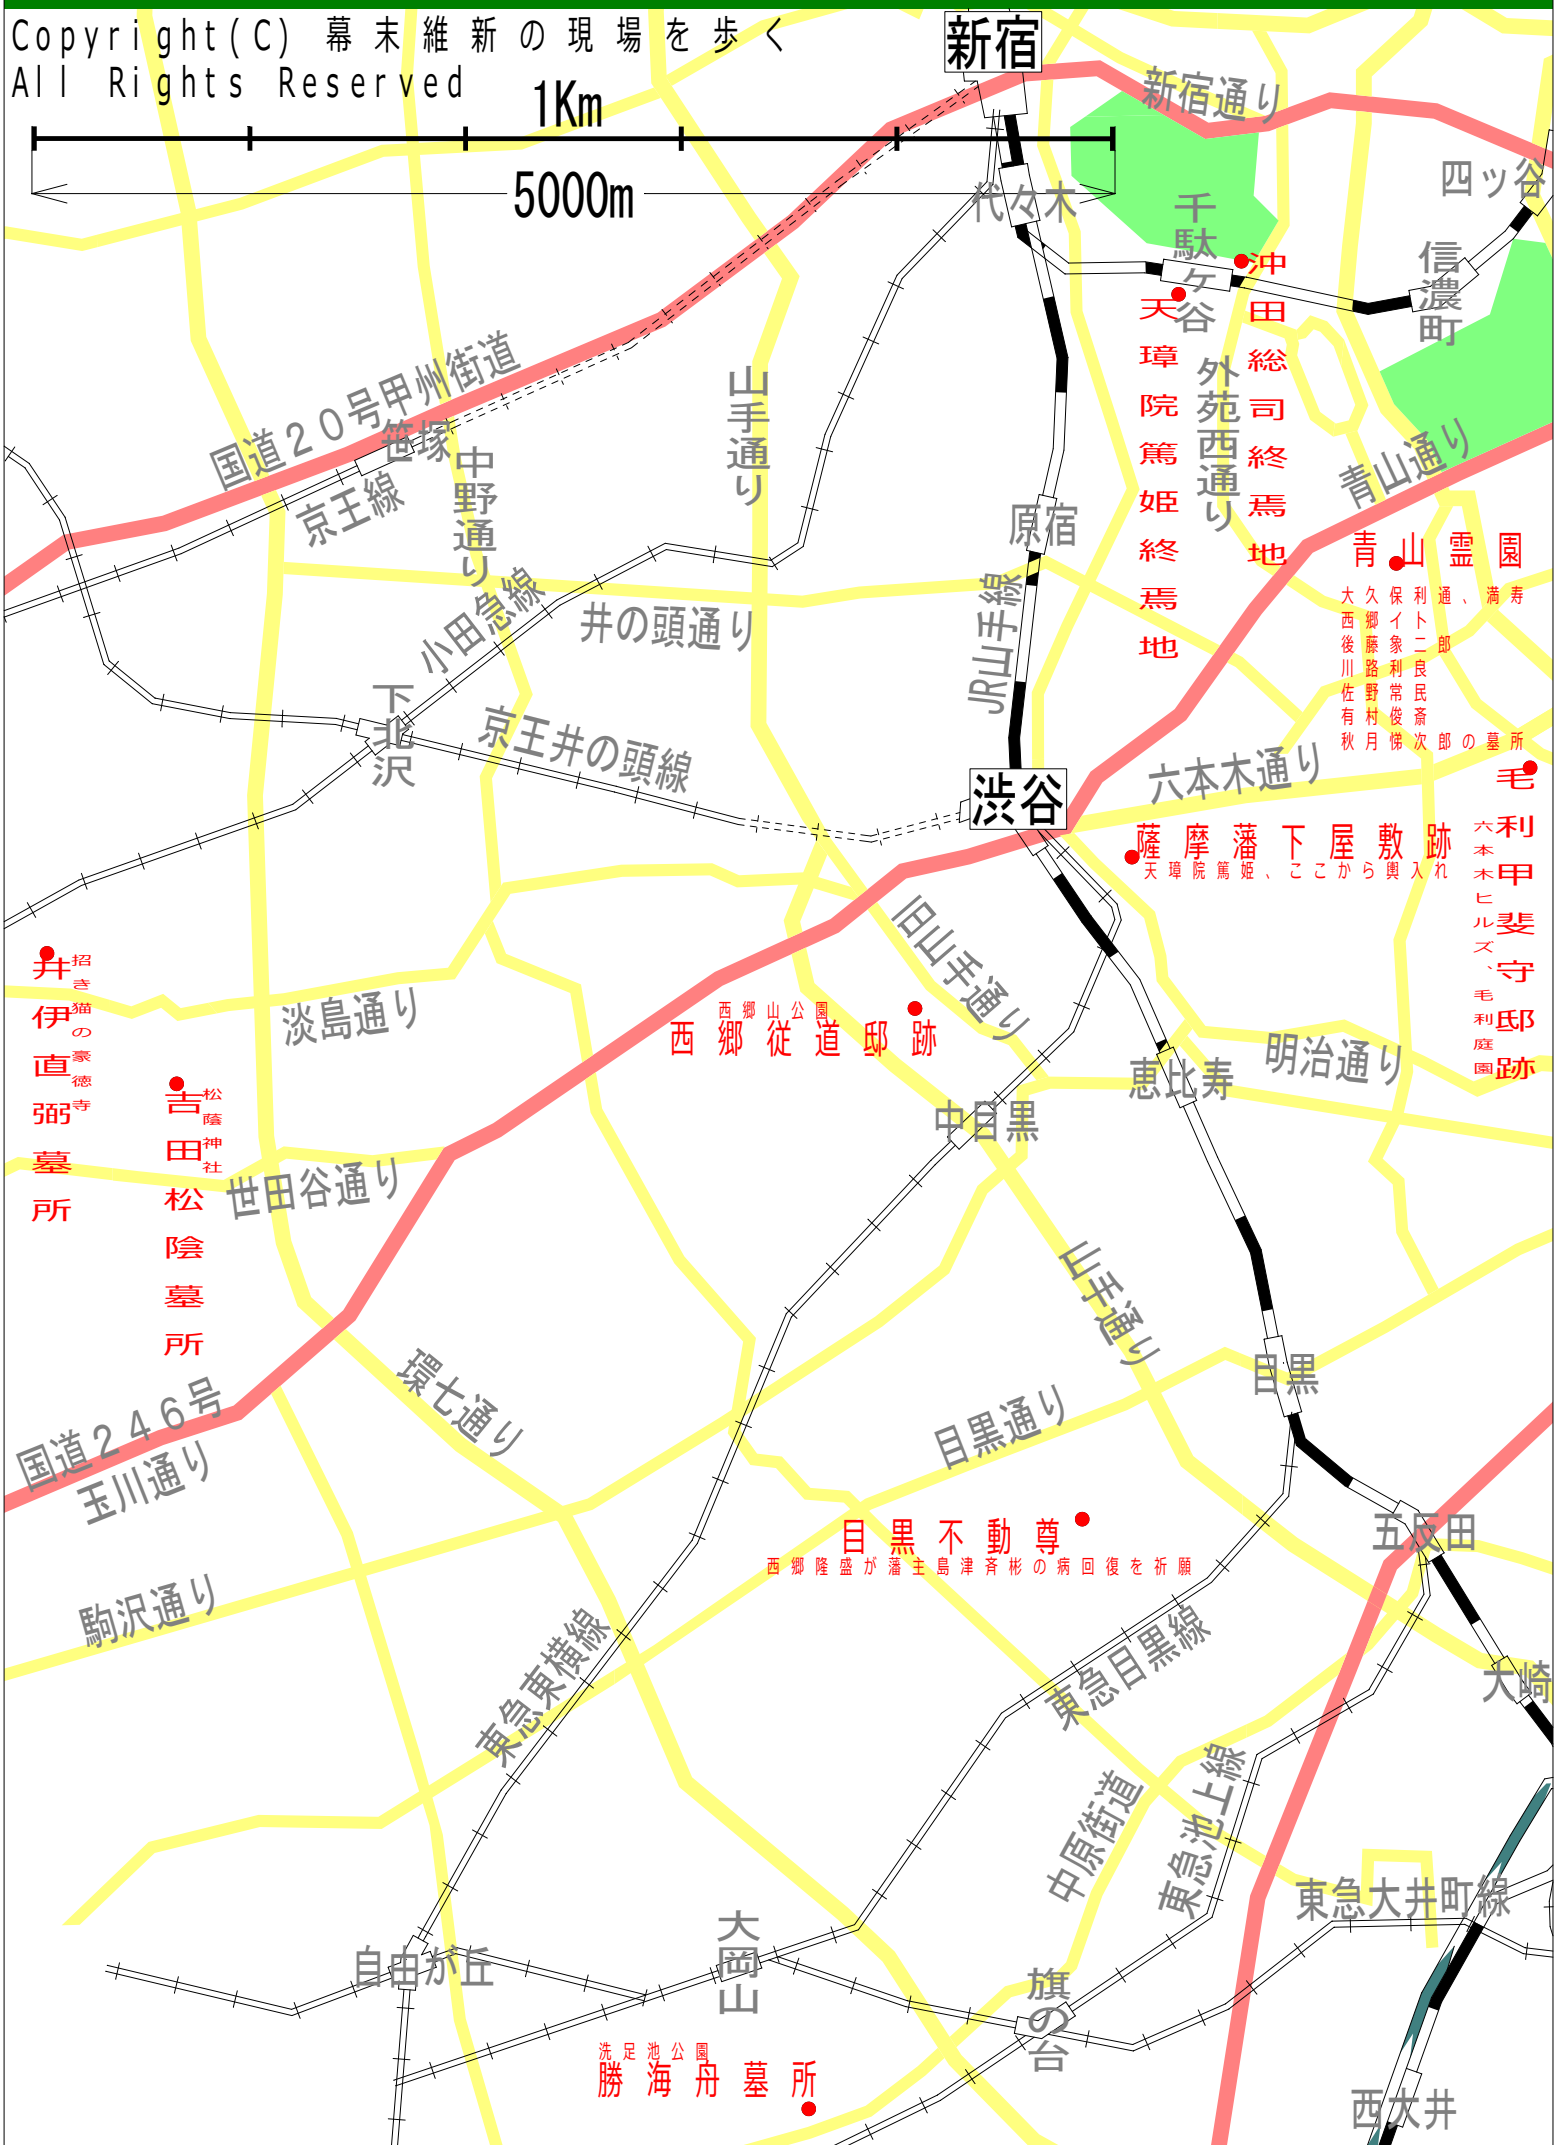 Copyright(C) 幕末維新の現場を歩く
All Rights Reserved
1Km
5000m
新宿
新宿通り
四ッ谷
代々木
千駄ケ谷
信濃町
沖田総司終焉地
天璋院篤姫終焉地
外苑西通り
国道20号甲州街道
笹塚
京王線
中野通り
山手通り
青山通り
原宿
青山霊園
大久保利通、満寿
西郷イト
後藤象二郎
川路利良
佐野常民
有村俊斎
秋月悌次郎の墓所
小田急線
井の頭通り
JR山手線
下北沢
京王井の頭線
渋谷
六本木通り
毛利甲斐守邸跡
六本木ヒルズ、毛利庭園
薩摩藩下屋敷跡
天璋院篤姫、ここから輿入れ
旧山手通り
井伊直弼墓所
招き猫の豪徳寺
淡島通り
西郷山公園
西郷従道邸跡
明治通り
恵比寿
中目黒
吉田松陰墓所
松蔭神社
世田谷通り
山手通り
目黒
環七通り
目黒通り
国道246号
玉川通り
目黒不動尊
西郷隆盛が藩主島津斉彬の病回復を祈願
五反田
駒沢通り
東急東横線
東急目黒線
大崎
中原街道
東急池上線
東急大井町線
自由が丘
大岡山
旗の台
洗足池公園
勝海舟墓所
西大井